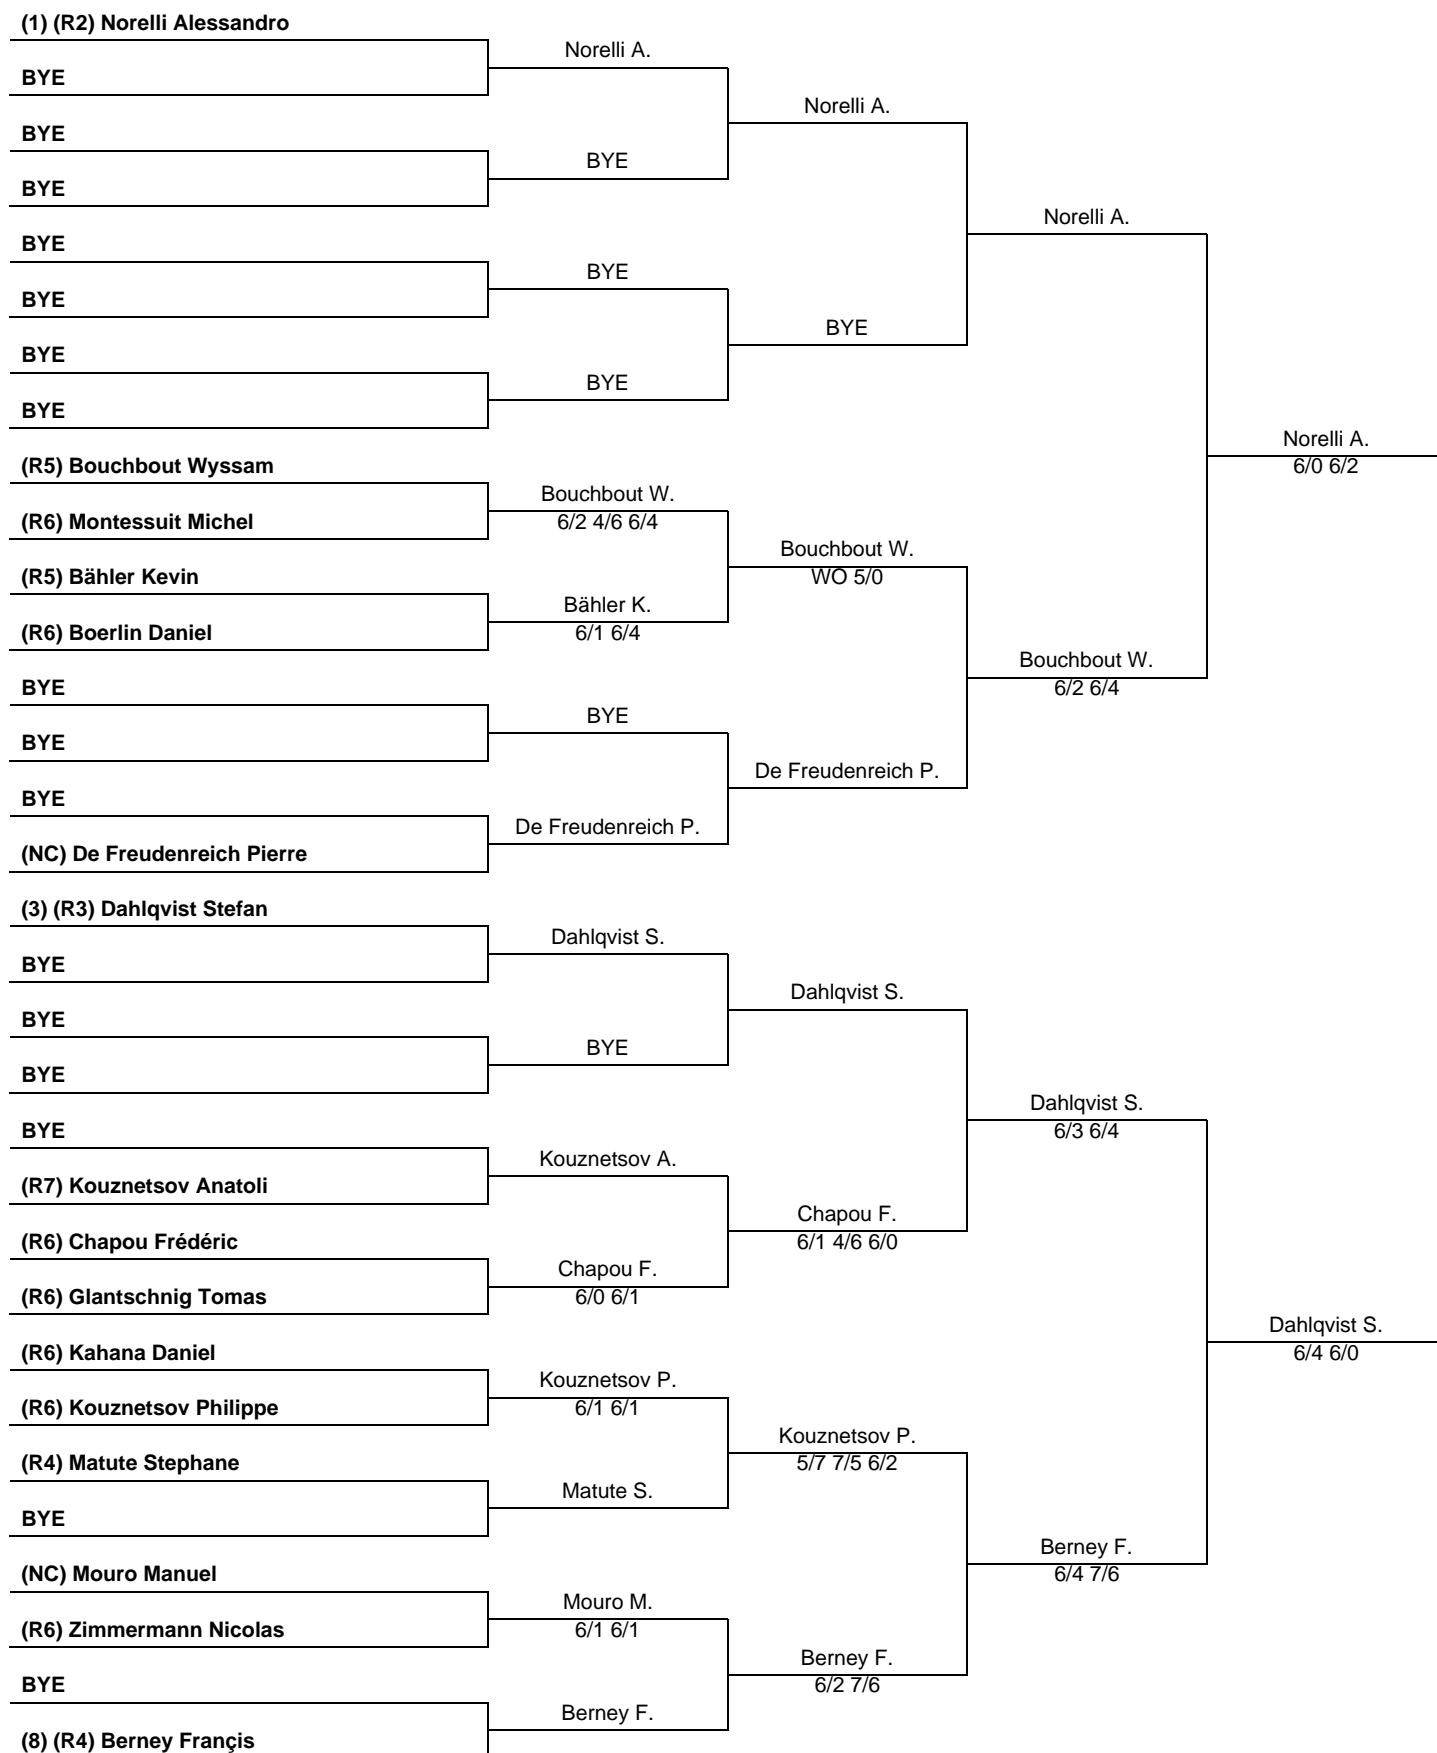 (1) (R2) Norelli Alessandro
BYE
BYE
BYE
BYE
BYE
BYE
BYE
(R5) Bouchbout Wyssam
(R6) Montessuit Michel
(R5) Bähler Kevin
(R6) Boerlin Daniel
BYE
BYE
BYE
(NC) De Freudenreich Pierre
(3) (R3) Dahlqvist Stefan
BYE
BYE
BYE
BYE
(R7) Kouznetsov Anatoli
(R6) Chapou Frédéric
(R6) Glantschnig Tomas
(R6) Kahana Daniel
(R6) Kouznetsov Philippe
(R4) Matute Stephane
BYE
(NC) Mouro Manuel
(R6) Zimmermann Nicolas
BYE
(8) (R4) Berney Françis
Norelli A.
BYE
BYE
BYE
Bouchbout W.
6/2 4/6 6/4
Bähler K.
6/1 6/4
BYE
De Freudenreich P.
Dahlqvist S.
BYE
Kouznetsov A.
Chapou F.
6/0 6/1
Kouznetsov P.
6/1 6/1
Matute S.
Mouro M.
6/1 6/1
Berney F.
Norelli A.
BYE
Bouchbout W.
WO 5/0
De Freudenreich P.
Dahlqvist S.
Chapou F.
6/1 4/6 6/0
Kouznetsov P.
5/7 7/5 6/2
Berney F.
6/2 7/6
Norelli A.
Bouchbout W.
6/2 6/4
Dahlqvist S.
6/3 6/4
Berney F.
6/4 7/6
Norelli A.
6/0 6/2
Dahlqvist S.
6/4 6/0